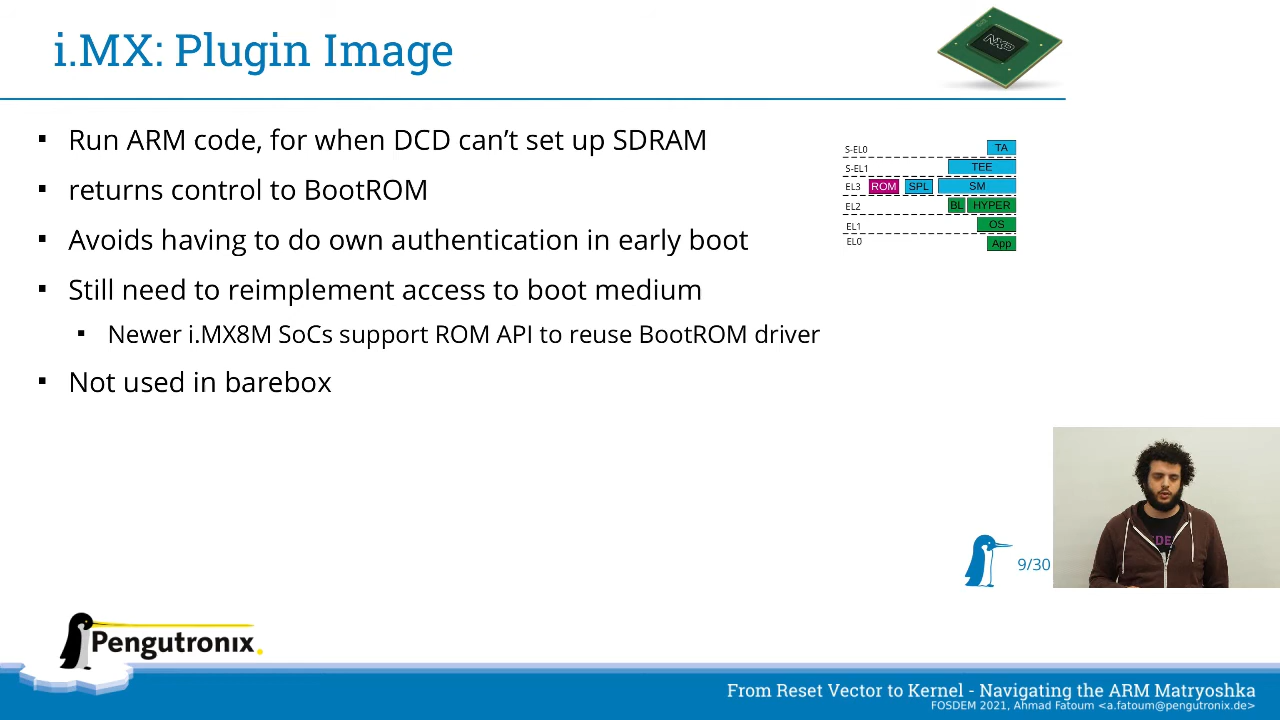 i.MX: Plugin Image
NXP
Run ARM code, for when DCD can't set up SDRAM
returns control to BootROM
Avoids having to do own authentication in early boot
Still need to reimplement access to boot medium
Newer i.MX8M SoCs support ROM API to reuse BootROM driver
Not used in barebox
S-EL0 TA
S-EL1 TEE
EL3 ROM SPL SM
EL2 BL HYPER
EL1 OS
EL0 App
9/30
Pengutronix
From Reset Vector to Kernel - Navigating the ARM Matryoshka
FOSDEM 2021, Ahmad Fatoum <a.fatoum@pengutronix.de>